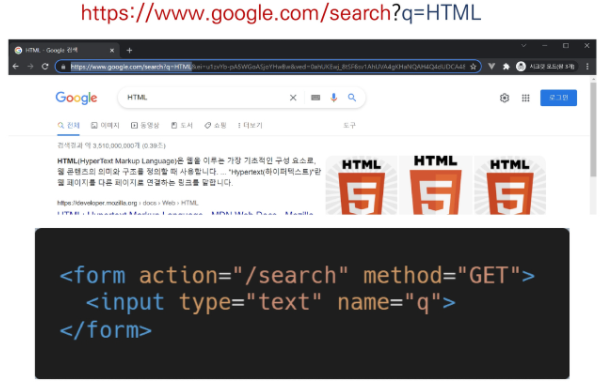 https://www.google.com/search?q=HTML
HTML - Google 검색
https://www.google.com/search?q=HTML
시크릿 모드
Google
HTML
로그인
전체 이미지 동영상 도서 쇼핑 더보기 도구
검색결과 약 3,510,000,000개 (0.39초)
HTML(HyperText Markup Language)은 웹을 이루는 가장 기초적인 구성 요소로,
웹 콘텐츠의 의미와 구조를 정의할 때 사용합니다. ... "Hypertext(하이퍼텍스트)"란
웹 페이지를 다른 페이지로 연결하는 링크를 말합니다.
HTML HTML HTML
5 5 5
https://developer.mozilla.org › docs › Web › HTML
HTML: Hypertext Markup Language - MDN Web Docs - Mozilla
<form action="/search" method="GET">
<input type="text" name="q">
</form>